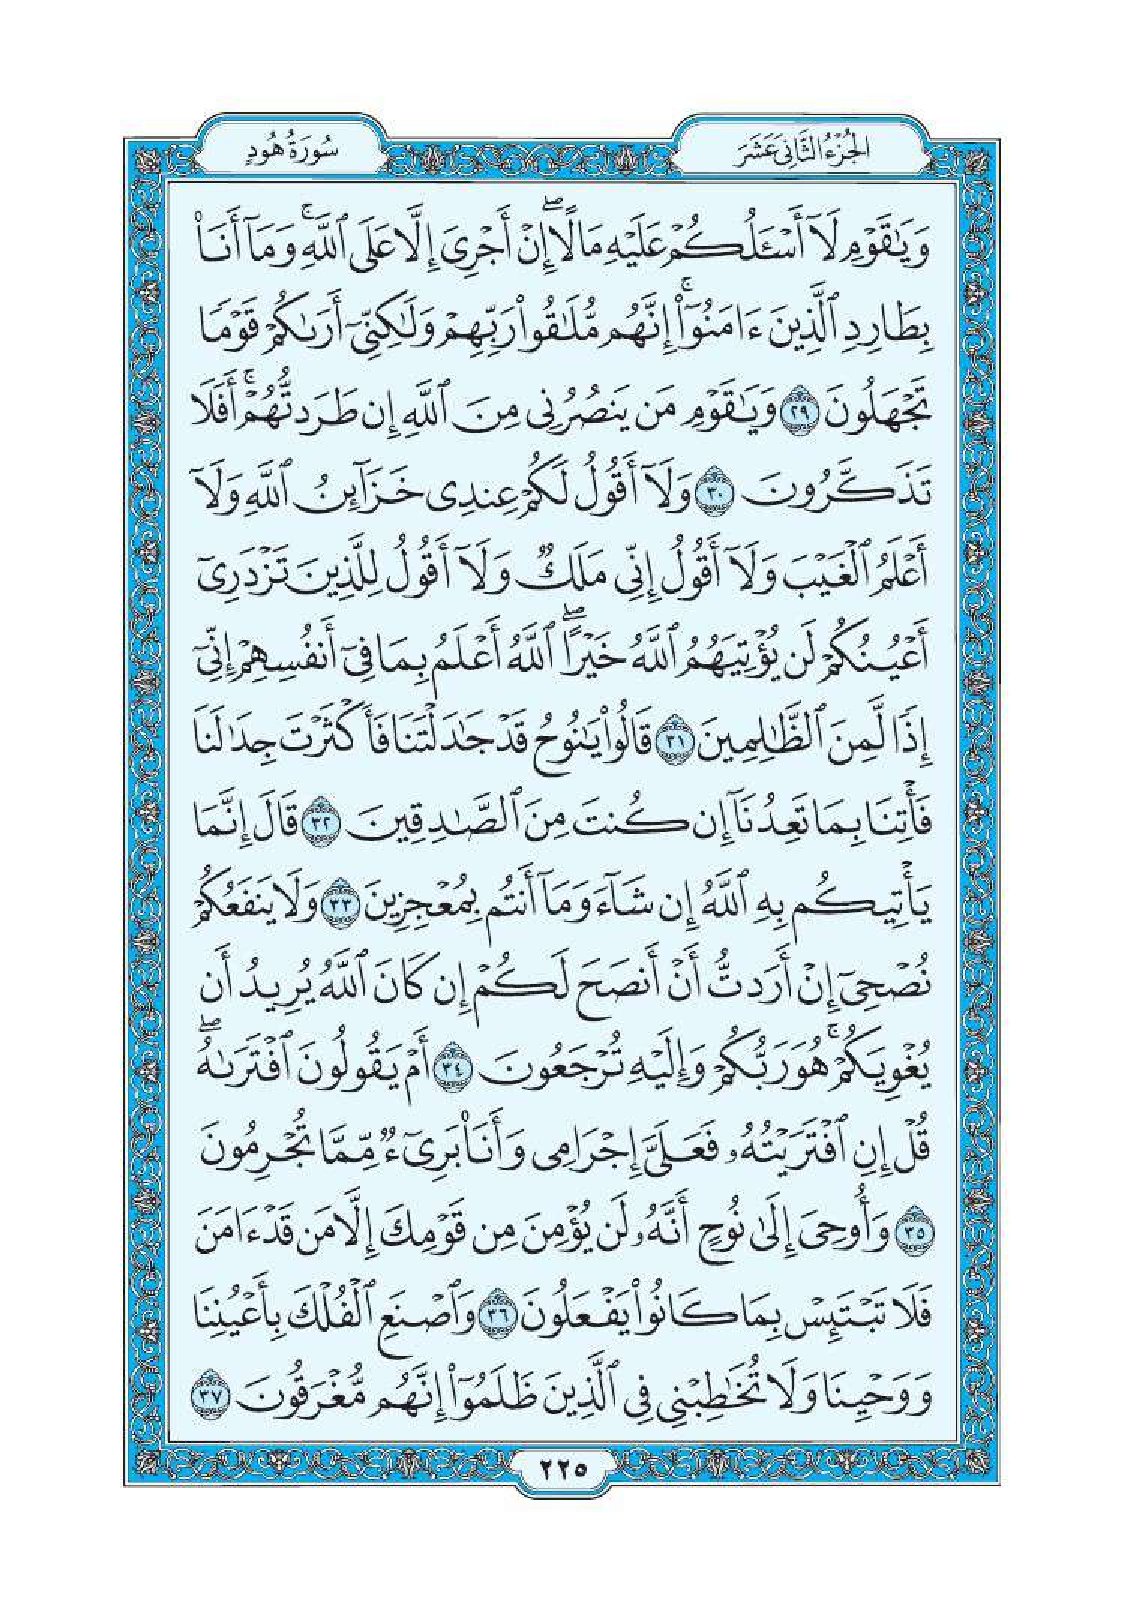 الجُزْءُ الثَّانِي عَشَرَ
سُورَةُ هُودٍ
وَيَٰقَوْمِ لَآ أَسْـَٔلُكُمْ عَلَيْهِ مَالًا ۖ إِنْ أَجْرِىَ إِلَّا عَلَى ٱللَّهِ ۚ وَمَآ أَنَا۠
بِطَارِدِ ٱلَّذِينَ ءَامَنُوٓا۟ ۚ إِنَّهُم مُّلَٰقُوا۟ رَبِّهِمْ وَلَٰكِنِّىٓ أَرَىٰكُمْ قَوْمًا
تَجْهَلُونَ ٢٩ وَيَٰقَوْمِ مَن يَنصُرُنِى مِنَ ٱللَّهِ إِن طَرَدتُّهُمْ ۚ أَفَلَا
تَذَكَّرُونَ ٣٠ وَلَآ أَقُولُ لَكُمْ عِندِى خَزَآئِنُ ٱللَّهِ وَلَآ
أَعْلَمُ ٱلْغَيْبَ وَلَآ أَقُولُ إِنِّى مَلَكٌ وَلَآ أَقُولُ لِلَّذِينَ تَزْدَرِىٓ
أَعْيُنُكُمْ لَن يُؤْتِيَهُمُ ٱللَّهُ خَيْرًا ۖ ٱللَّهُ أَعْلَمُ بِمَا فِىٓ أَنفُسِهِمْ إِنِّىٓ
إِذًا لَّمِنَ ٱلظَّٰلِمِينَ ٣١ قَالُوا۟ يَٰنُوحُ قَدْ جَٰدَلْتَنَا فَأَكْثَرْتَ جِدَٰلَنَا
فَأْتِنَا بِمَا تَعِدُنَآ إِن كُنتَ مِنَ ٱلصَّٰدِقِينَ ٣٢ قَالَ إِنَّمَا
يَأْتِيكُم بِهِ ٱللَّهُ إِن شَآءَ وَمَآ أَنتُم بِمُعْجِزِينَ ٣٣ وَلَا يَنفَعُكُمْ
نُصْحِىٓ إِنْ أَرَدتُّ أَنْ أَنصَحَ لَكُمْ إِن كَانَ ٱللَّهُ يُرِيدُ أَن
يُغْوِيَكُمْ ۚ هُوَ رَبُّكُمْ وَإِلَيْهِ تُرْجَعُونَ ٣٤ أَمْ يَقُولُونَ ٱفْتَرَىٰهُ ۖ
قُلْ إِنِ ٱفْتَرَيْتُهُۥ فَعَلَىَّ إِجْرَامِى وَأَنَا۠ بَرِىٓءٌ مِّمَّا تُجْرِمُونَ
٣٥ وَأُوحِىَ إِلَىٰ نُوحٍ أَنَّهُۥ لَن يُؤْمِنَ مِن قَوْمِكَ إِلَّا مَن قَدْ ءَامَنَ
فَلَا تَبْتَئِسْ بِمَا كَانُوا۟ يَفْعَلُونَ ٣٦ وَٱصْنَعِ ٱلْفُلْكَ بِأَعْيُنِنَا
وَوَحْيِنَا وَلَا تُخَٰطِبْنِى فِى ٱلَّذِينَ ظَلَمُوٓا۟ إِنَّهُم مُّغْرَقُونَ ٣٧
٢٢٥